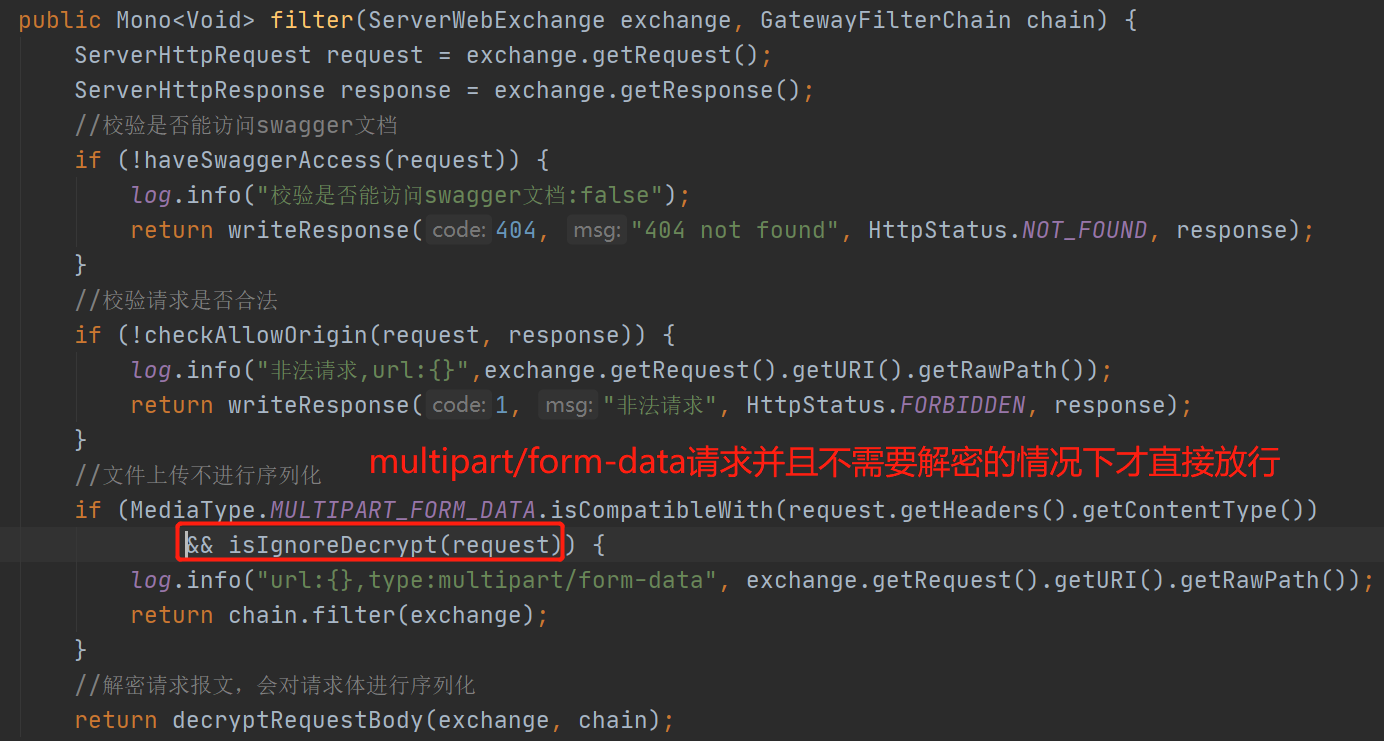 public Mono<Void> filter(ServerWebExchange exchange, GatewayFilterChain chain) {
ServerHttpRequest request = exchange.getRequest();
ServerHttpResponse response = exchange.getResponse();
//校验是否能访问swagger文档
if (!haveSwaggerAccess(request)) {
log.info("校验是否能访问swagger文档:false");
return writeResponse( code: 404, msg: "404 not found", HttpStatus.NOT_FOUND, response);
}
//校验请求是否合法
if (!checkAllowOrigin(request, response)) {
log.info("非法请求,url:{}",exchange.getRequest().getURI().getRawPath());
return writeResponse( code: 1, msg: "非法请求", HttpStatus.FORBIDDEN, response);
}
multipart/form-data请求并且不需要解密的情况下才直接放行
//文件上传不进行序列化
if (MediaType.MULTIPART_FORM_DATA.isCompatibleWith(request.getHeaders().getContentType())
&& isIgnoreDecrypt(request)) {
log.info("url:{},type:multipart/form-data", exchange.getRequest().getURI().getRawPath());
return chain.filter(exchange);
}
//解密请求报文，会对请求体进行序列化
return decryptRequestBody(exchange, chain);